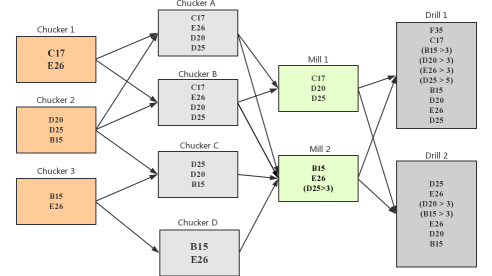 Chucker 1
C17
E26
Chucker 2
D20
D25
B15
Chucker 3
B15
E26
Chucker A
C17
E26
D20
D25
Chucker B
C17
E26
D20
D25
Chucker C
D25
D20
B15
Chucker D
B15
E26
Mill 1
C17
D20
D25
Mill 2
B15
E26
(D25>3)
Drill 1
F35
C17
(B15 >3)
(D20 > 3)
(E26 > 3)
(D25 > 5)
B15
D20
E26
D25
Drill 2
D25
E26
(D20 > 3)
(B15 > 3)
E26
D20
B15